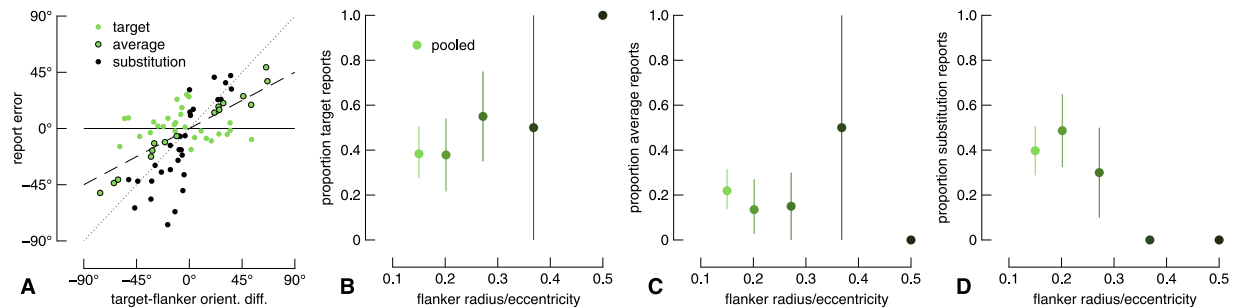 90°
45°
0°
−45°
−90°
report error
target
average
substitution
−90°
−45°
0°
45°
90°
target-flanker orient. diff.
A
1.0
0.8
0.6
0.4
0.2
0
proportion target reports
pooled
0.1
0.2
0.3
0.4
0.5
flanker radius/eccentricity
B
1.0
0.8
0.6
0.4
0.2
0
proportion average reports
0.1
0.2
0.3
0.4
0.5
flanker radius/eccentricity
C
1.0
0.8
0.6
0.4
0.2
0
proportion substitution reports
0.1
0.2
0.3
0.4
0.5
flanker radius/eccentricity
D